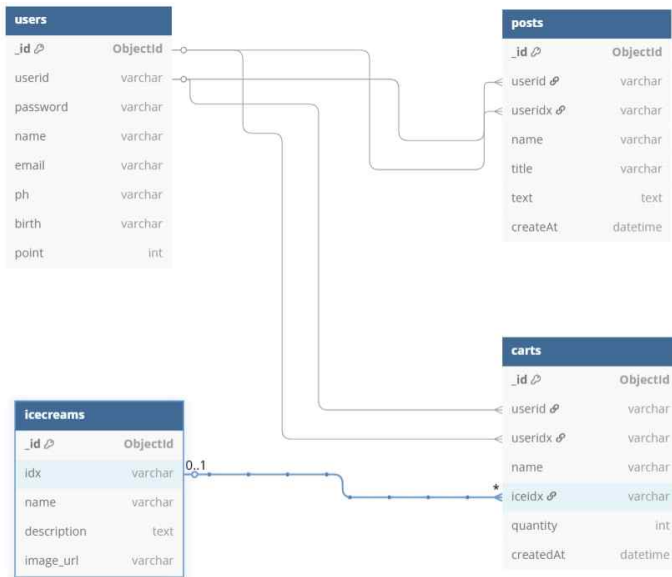 users
_id ObjectId
userid varchar
password varchar
name varchar
email varchar
ph varchar
birth varchar
point int
posts
_id ObjectId
userid varchar
useridx varchar
name varchar
title varchar
text text
createAt datetime
icecreams
_id ObjectId
idx varchar
name varchar
description text
image_url varchar
0..1
*
carts
_id ObjectId
userid varchar
useridx varchar
name varchar
iceidx varchar
quantity int
createdAt datetime